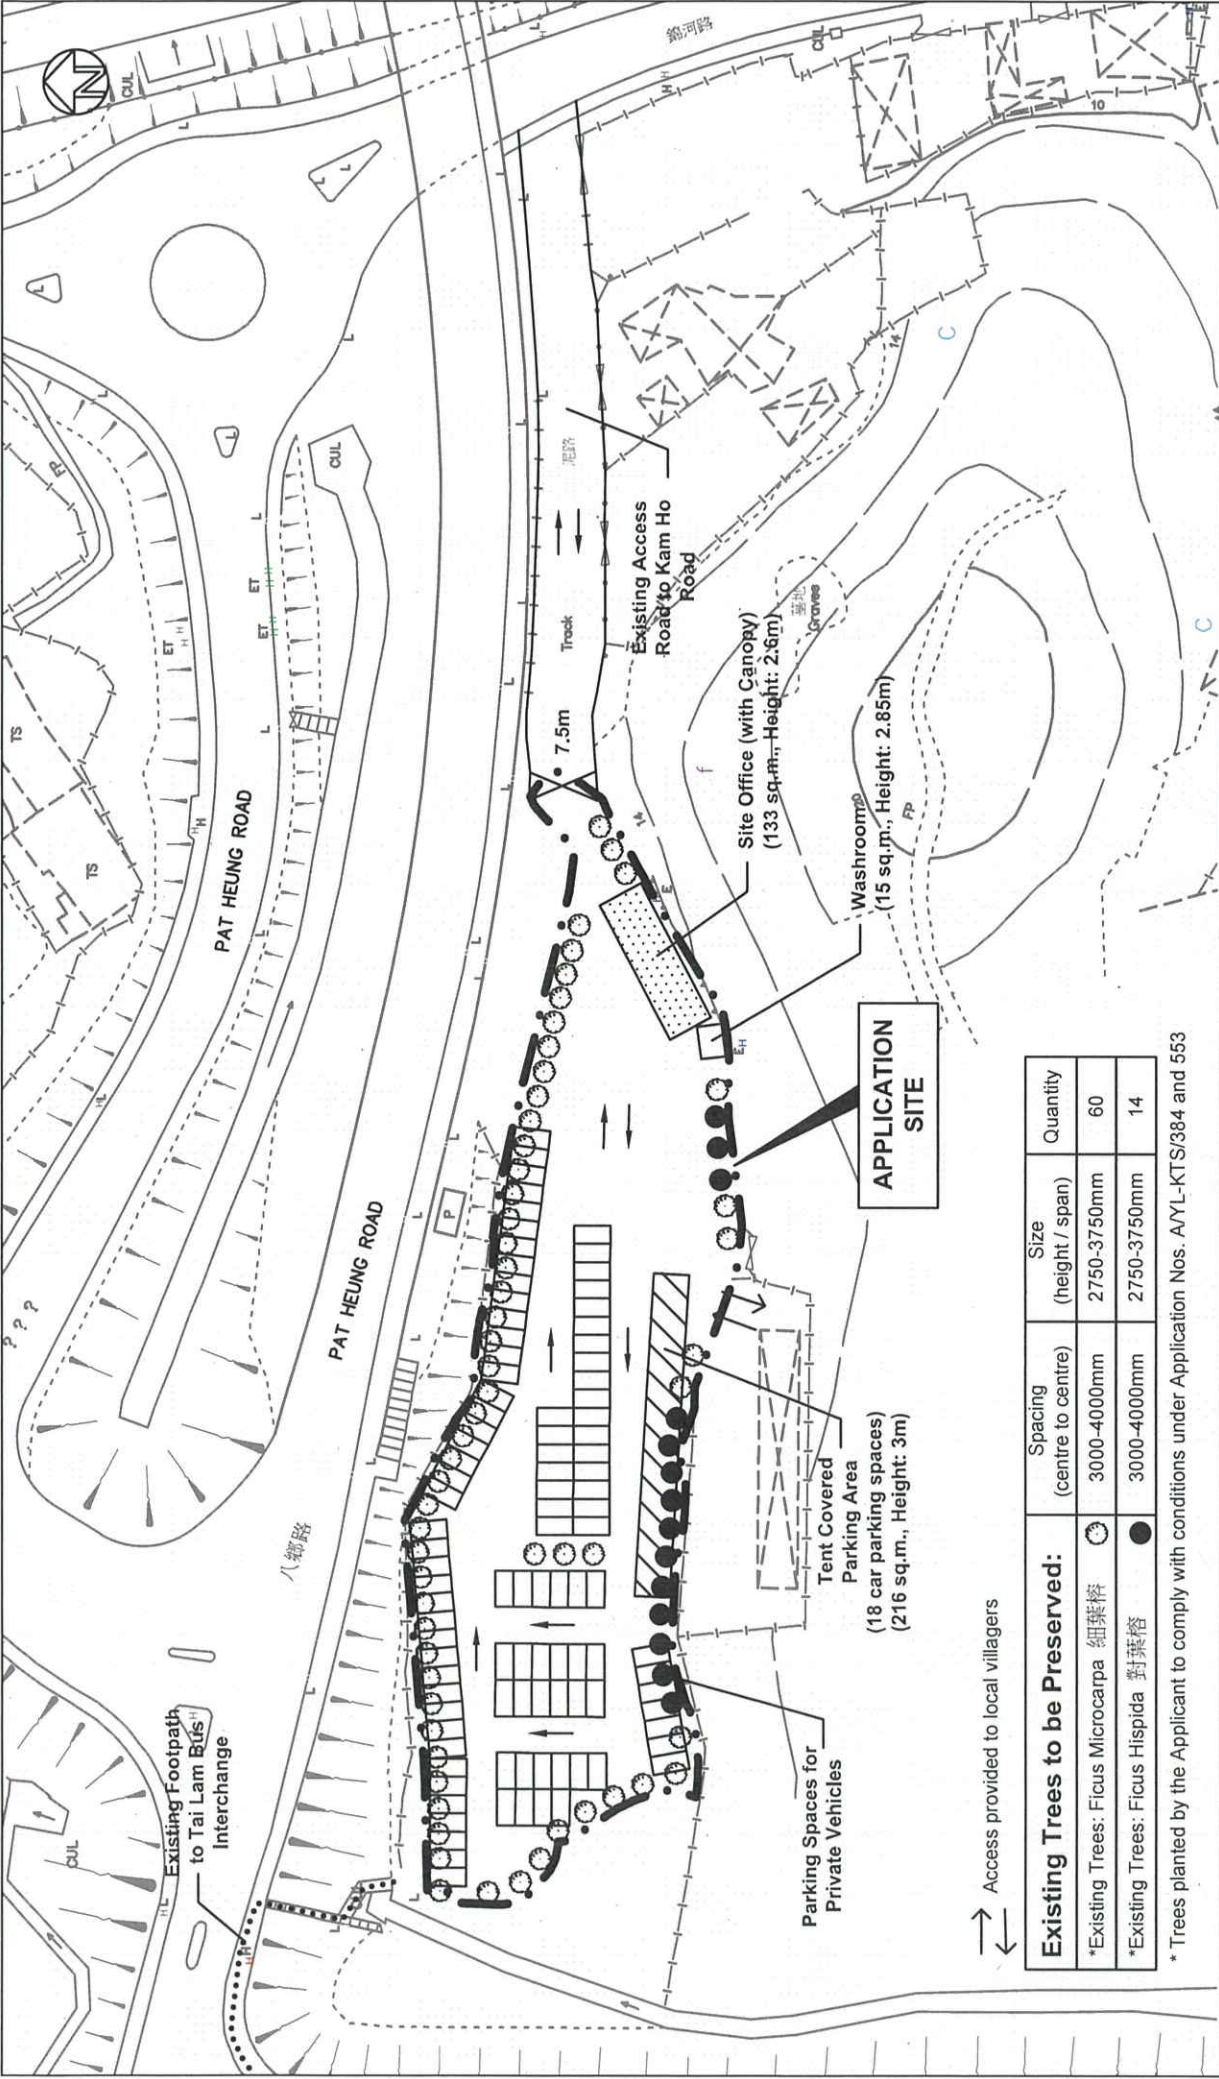 N
錦河路
CUL
CUL
CUL
CUL
10
FP
ET
ET
ET
TS
TS
PAT HEUNG ROAD
PAT HEUNG ROAD
八鄉路
P
泥路
Track
7.5m
Existing Access
Road to Kam Ho
Road
墓地
Graves
14
14
20
FP
Site Office (with Canopy)
(133 sq.m., Height: 2.6m)
Washroom
(15 sq.m., Height: 2.85m)
APPLICATION
SITE
Tent Covered
Parking Area
(18 car parking spaces)
(216 sq.m., Height: 3m)
Parking Spaces for
Private Vehicles
Existing Footpath
to Tai Lam Bus
Interchange
? ? ?
Access provided to local villagers
Existing Trees to be Preserved: Spacing (centre to centre) Size (height / span) Quantity
*Existing Trees: Ficus Microcarpa 細葉榕 3000-4000mm 2750-3750mm 60
*Existing Trees: Ficus Hispida 對葉榕 3000-4000mm 2750-3750mm 14
* Trees planted by the Applicant to comply with conditions under Application Nos. A/YL-KTS/384 and 553